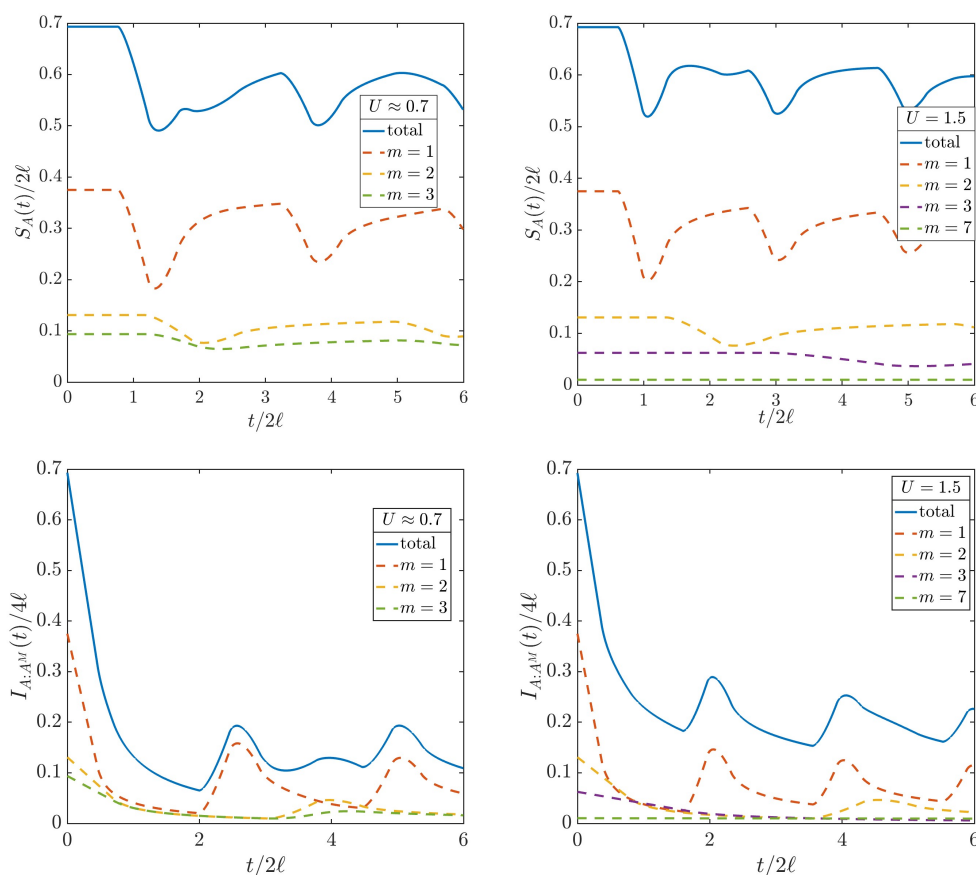 0.7
0.6
0.5
0.4
0.3
0.2
0.1
0
S_A(t)/2ℓ
0 1 2 3 4 5 6
t/2ℓ
U ≈ 0.7
total
m = 1
m = 2
m = 3
0.7
0.6
0.5
0.4
0.3
0.2
0.1
0
S_A(t)/2ℓ
0 1 2 3 4 5 6
t/2ℓ
U = 1.5
total
m = 1
m = 2
m = 3
m = 7
0.7
0.6
0.5
0.4
0.3
0.2
0.1
0
I_{A:A^M}(t)/4ℓ
0 2 4 6
t/2ℓ
U ≈ 0.7
total
m = 1
m = 2
m = 3
0.7
0.6
0.5
0.4
0.3
0.2
0.1
0
I_{A:A^M}(t)/4ℓ
0 2 4 6
t/2ℓ
U = 1.5
total
m = 1
m = 2
m = 3
m = 7